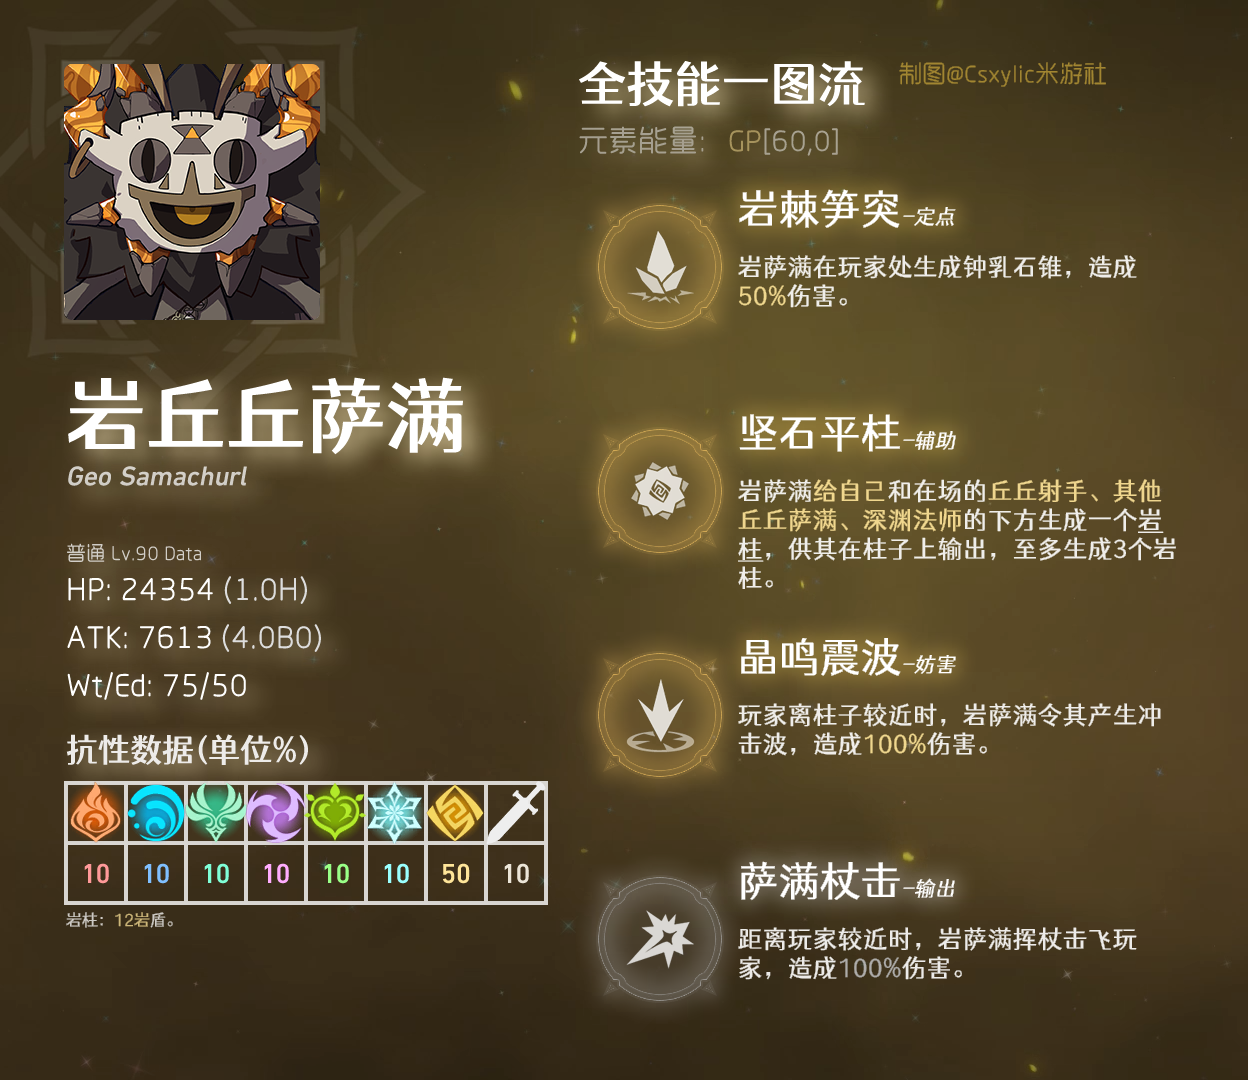 全技能一图流
制图@Csxylic米游社
元素能量： GP[60,0]
岩棘笋突-定点
岩萨满在玩家处生成钟乳石锥，造成
50%伤害。
坚石平柱-辅助
岩萨满给自己和在场的丘丘射手、其他
丘丘萨满、深渊法师的下方生成一个岩
柱，供其在柱子上输出，至多生成3个岩
柱。
晶鸣震波-妨害
玩家离柱子较近时，岩萨满令其产生冲
击波，造成100%伤害。
萨满杖击-输出
距离玩家较近时，岩萨满挥杖击飞玩
家，造成100%伤害。
岩丘丘萨满
Geo Samachurl
普通 Lv.90 Data
HP: 24354 (1.0H)
ATK: 7613 (4.0B0)
Wt/Ed: 75/50
抗性数据(单位%)
10 10 10 10 10 10 50 10
岩柱：12岩盾。